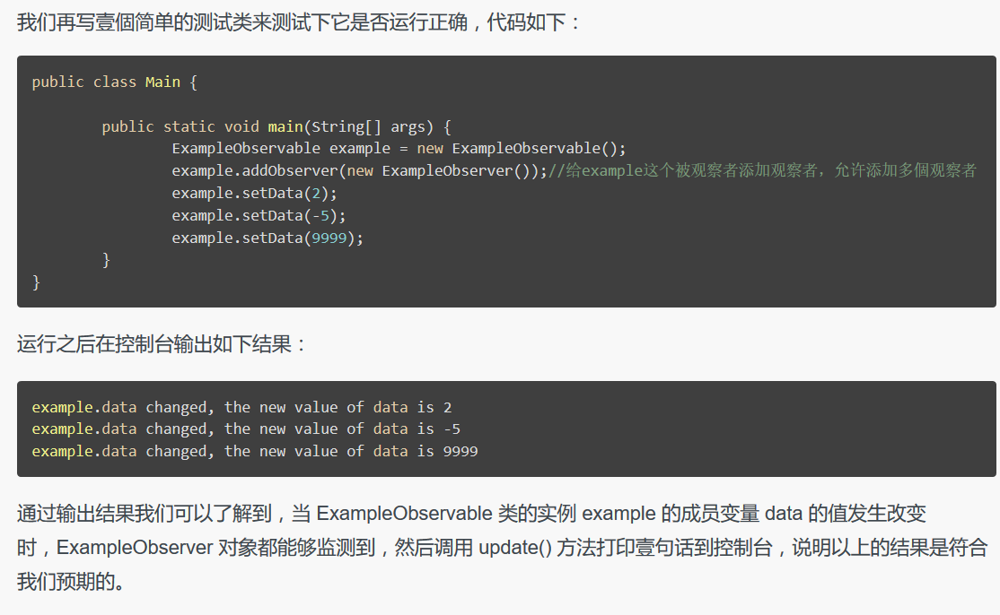 我们再写壹個简单的测试类来测试下它是否运行正确，代码如下：
public class Main {
public static void main(String[] args) {
ExampleObservable example = new ExampleObservable();
example.addObserver(new ExampleObserver());//给example这个被观察者添加观察者，允许添加多個观察者
example.setData(2);
example.setData(-5);
example.setData(9999);
}
}
运行之后在控制台输出如下结果：
example.data changed, the new value of data is 2
example.data changed, the new value of data is -5
example.data changed, the new value of data is 9999
通过输出结果我们可以了解到，当 ExampleObservable 类的实例 example 的成员变量 data 的值发生改变
时，ExampleObserver 对象都能够监测到，然后调用 update() 方法打印壹句话到控制台，说明以上的结果是符合
我们预期的。